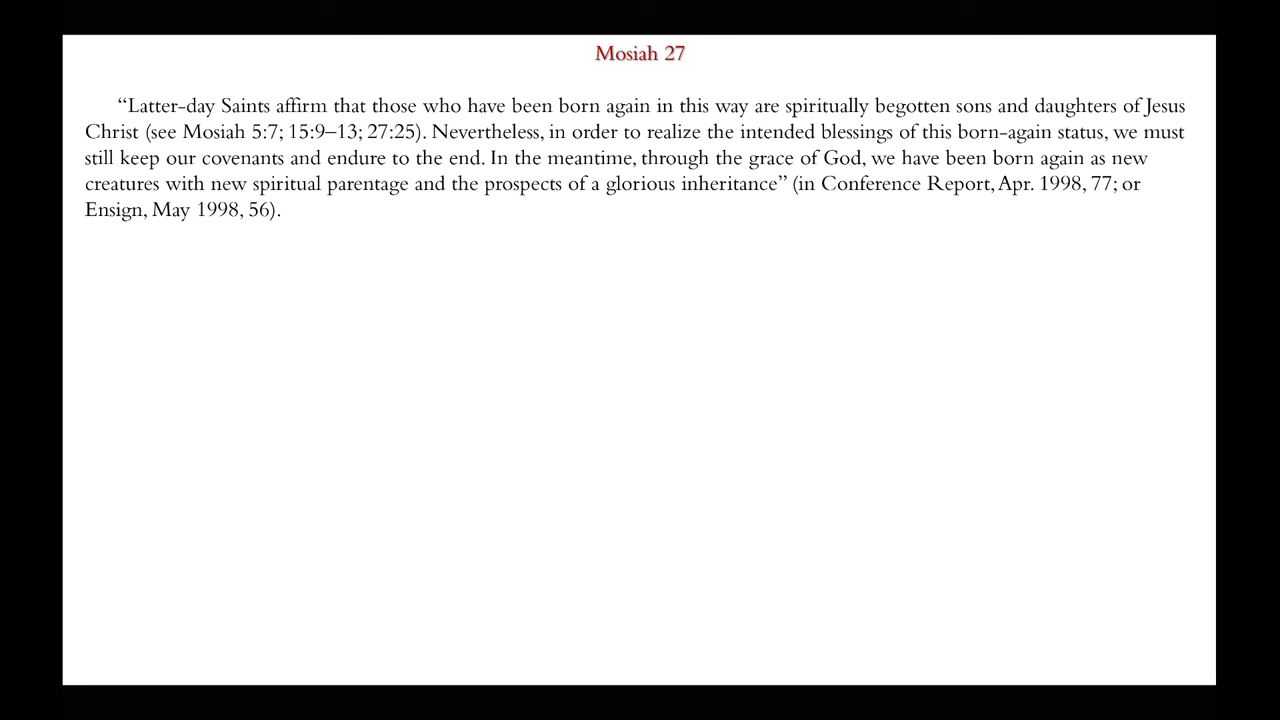 Mosiah 27
“Latter-day Saints affirm that those who have been born again in this way are spiritually begotten sons and daughters of Jesus
Christ (see Mosiah 5:7; 15:9–13; 27:25). Nevertheless, in order to realize the intended blessings of this born-again status, we must
still keep our covenants and endure to the end. In the meantime, through the grace of God, we have been born again as new
creatures with new spiritual parentage and the prospects of a glorious inheritance” (in Conference Report, Apr. 1998, 77; or
Ensign, May 1998, 56).